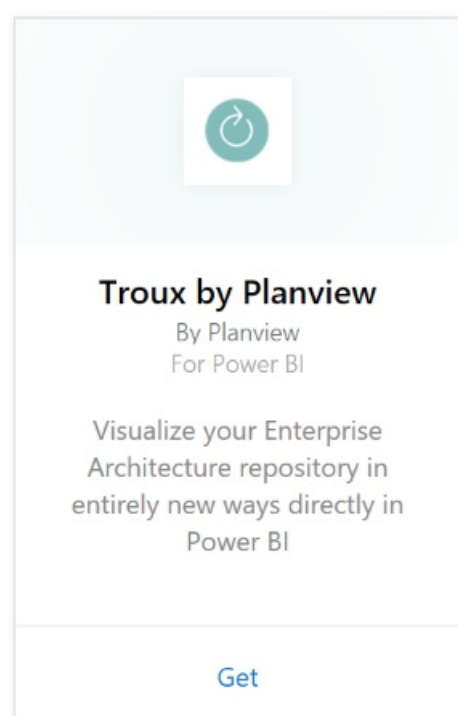 Troux by Planview
By Planview
For Power BI
Visualize your Enterprise
Architecture repository in
entirely new ways directly in
Power BI
Get